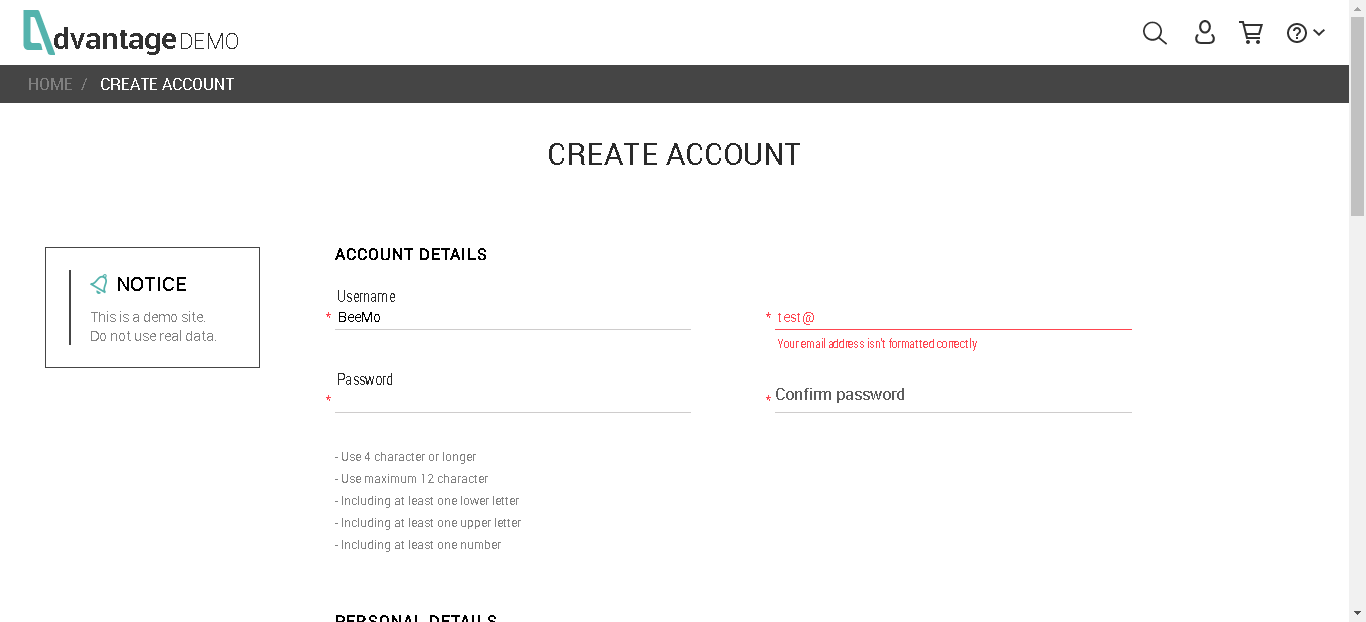 dvantage DEMO
HOME / CREATE ACCOUNT
CREATE ACCOUNT
NOTICE
This is a demo site.
Do not use real data.
ACCOUNT DETAILS
Username
* BeeMo
* test@
Your email address isn't formatted correctly
Password
*
* Confirm password
- Use 4 character or longer
- Use maximum 12 character
- Including at least one lower letter
- Including at least one upper letter
- Including at least one number
PERSONAL DETAILS